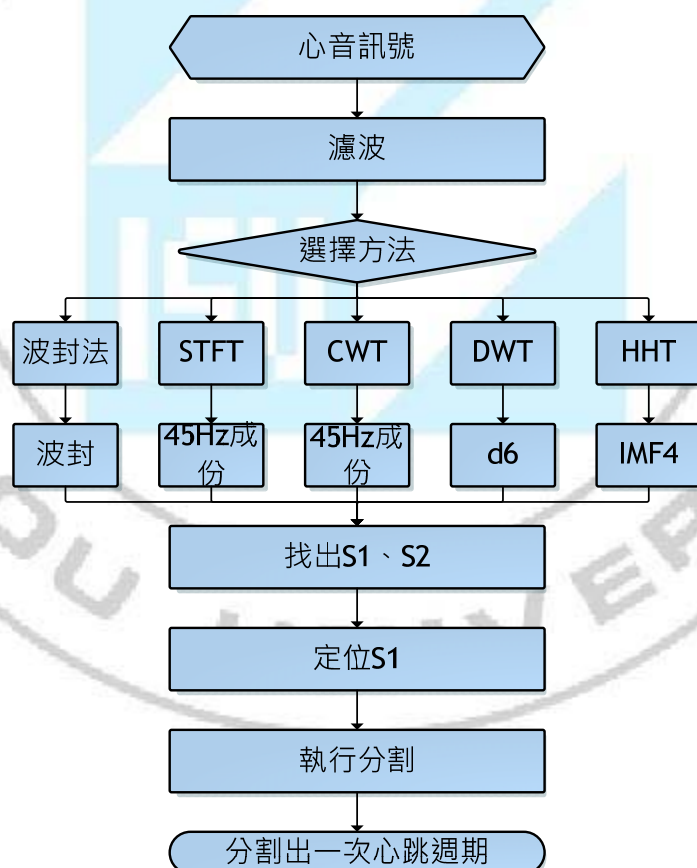 心音訊號
濾波
選擇方法
波封法 STFT CWT DWT HHT
波封 45Hz成份 45Hz成份 d6 IMF4
找出S1、S2
定位S1
執行分割
分割出一次心跳週期